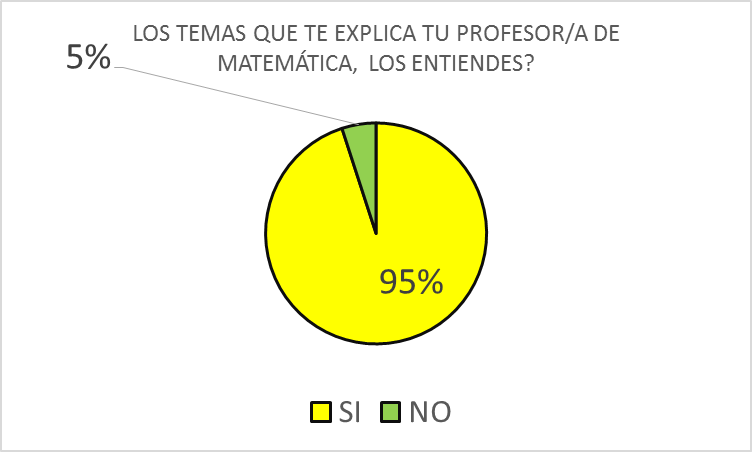 LOS TEMAS QUE TE EXPLICA TU PROFESOR/A DE
MATEMÁTICA, LOS ENTIENDES?
5%
95%
SI NO